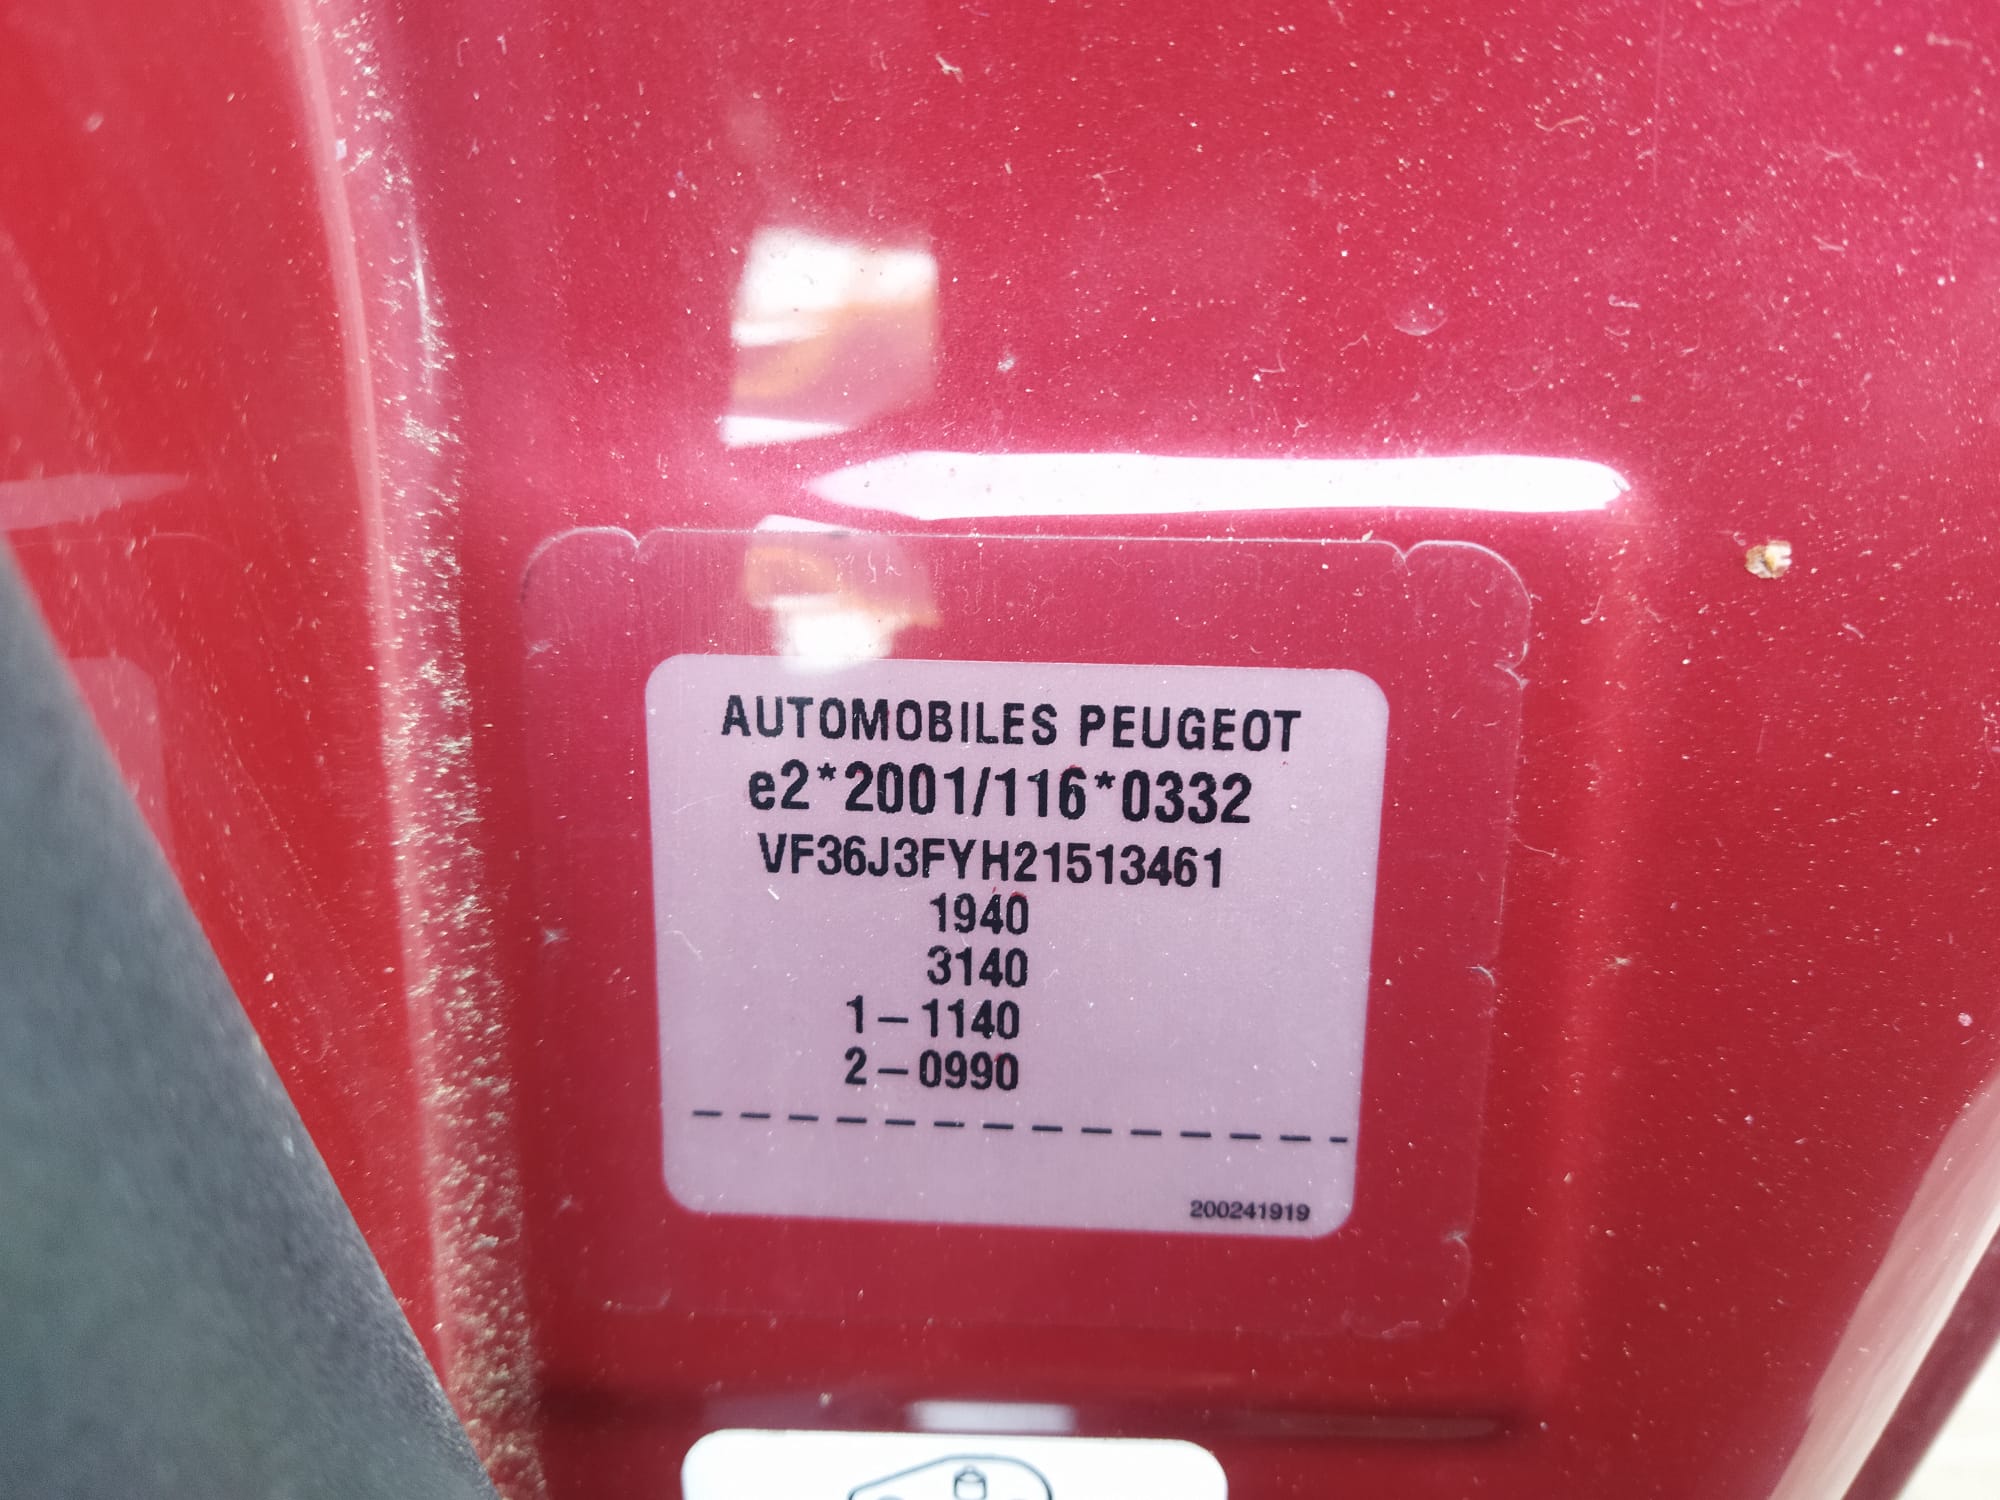 AUTOMOBILES PEUGEOT
e2*2001/116*0332
VF36J3FYH21513461
1940
3140
1-1140
2-0990
200241919